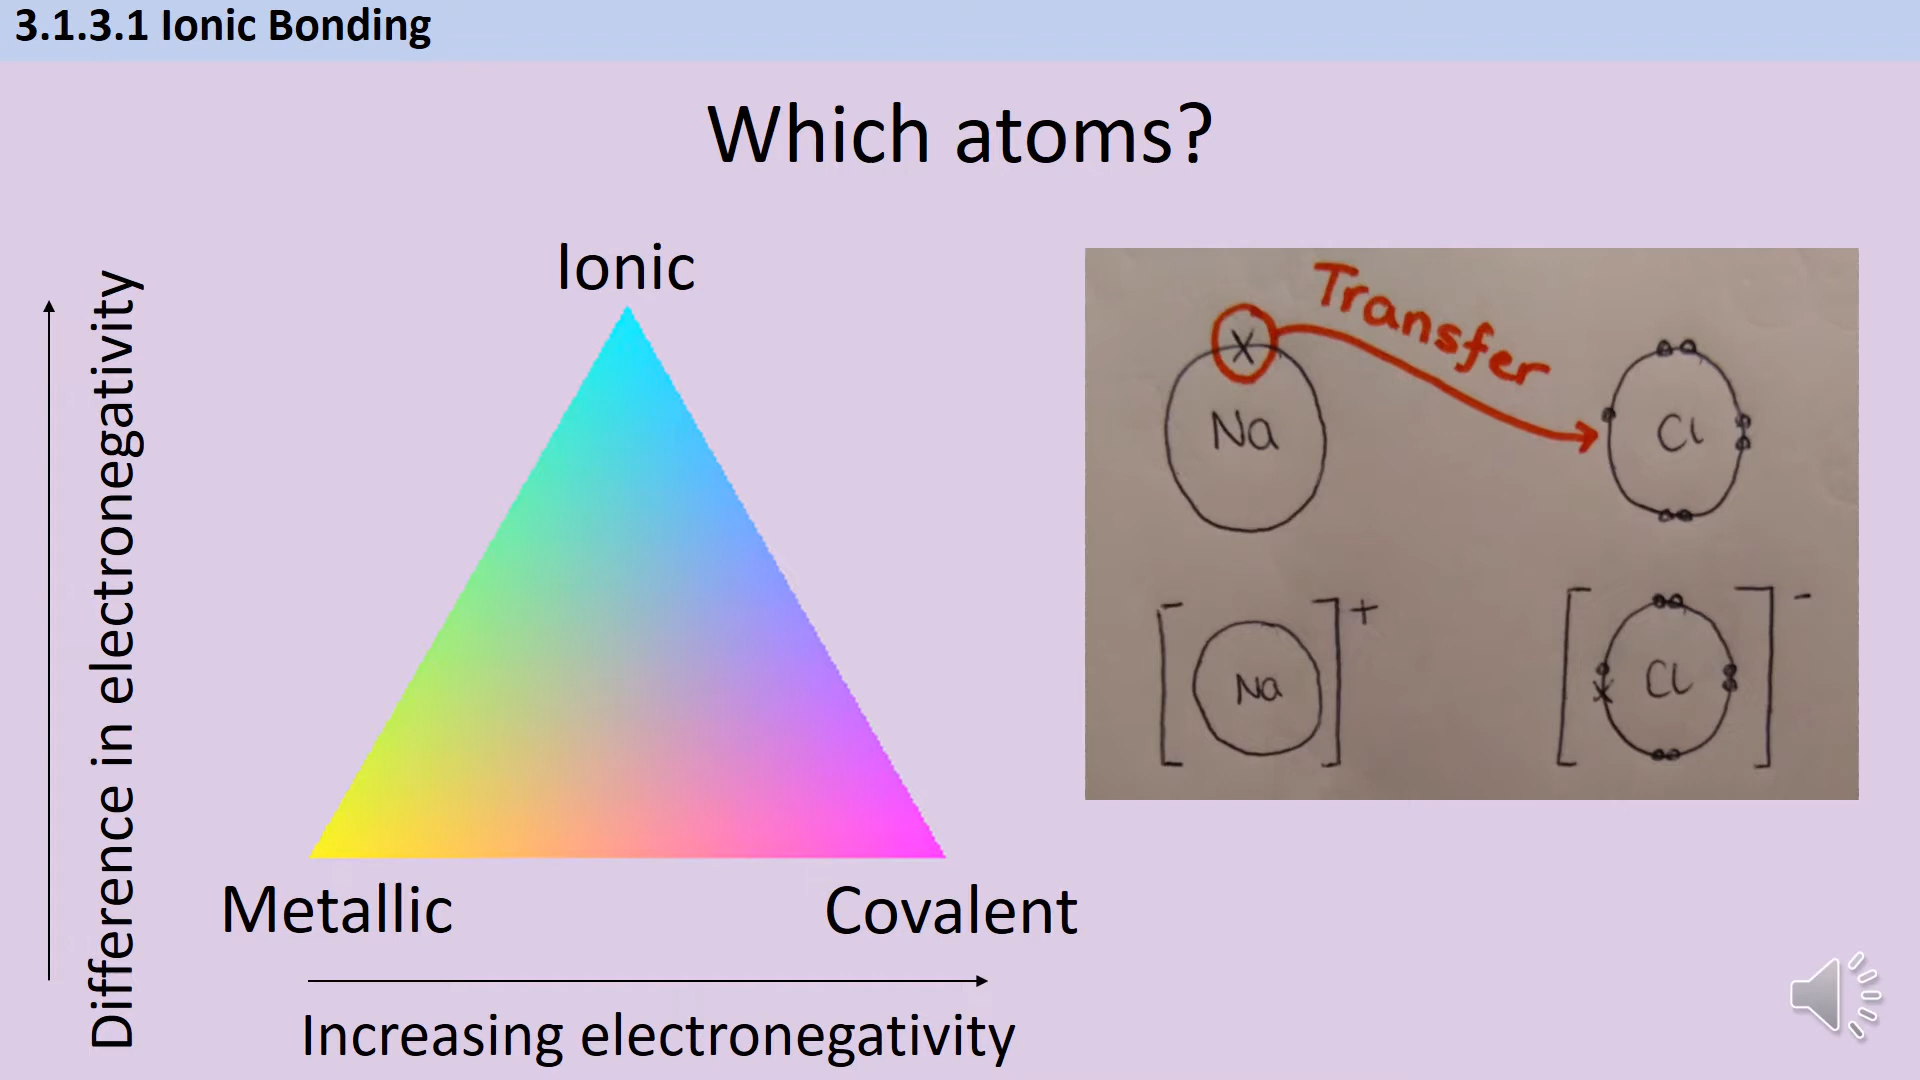 3.1.3.1 Ionic Bonding
Which atoms?
Difference in electronegativity
Ionic
Metallic
Covalent
Increasing electronegativity
Transfer
X
Na
Cl
[Na]+
[Cl]-
x